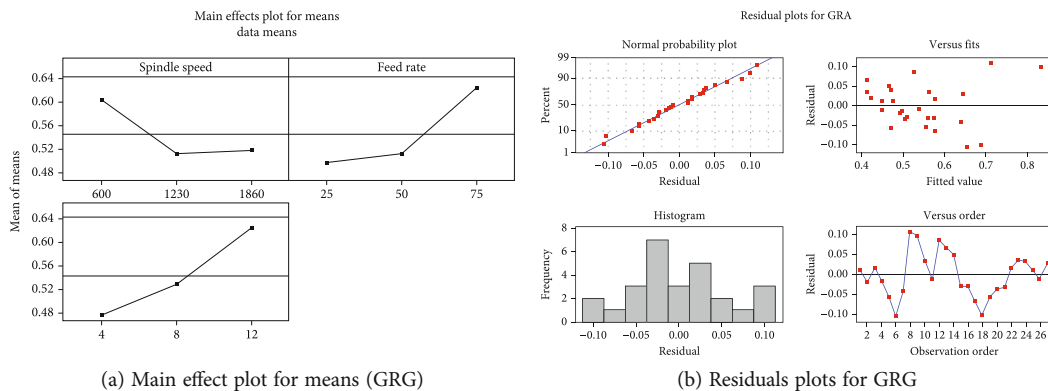 Main effects plot for means
data means
Spindle speed
Feed rate
Mean of means
0.64
0.60
0.56
0.52
0.48
600
1230
1860
25
50
75
0.64
0.60
0.56
0.52
0.48
4
8
12
(a) Main effect plot for means (GRG)
Residual plots for GRA
Normal probability plot
Percent
99
90
50
10
1
−0.10
−0.05
0.00
0.05
0.10
Residual
Versus fits
Residual
0.10
0.05
0.00
−0.05
−0.10
0.4
0.5
0.6
0.7
0.8
Fitted value
Histogram
Frequency
8
6
4
2
0
−0.10
−0.05
0.00
0.05
0.10
Residual
Versus order
Residual
0.10
0.05
0.00
−0.05
−0.10
2 4 6 8 10 12 14 16 18 20 22 24 26
Observation order
(b) Residuals plots for GRG